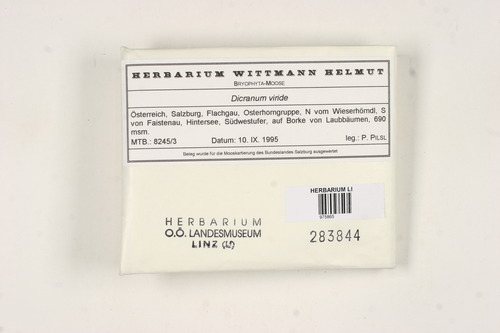 HERBARIUM WITTMANN HELMUT
BRYOPHYTA-MOOSE
Dicranum viride
Österreich, Salzburg, Flachgau, Osterhorngruppe, N vom Wieserhörndl, S
von Faistenau, Hintersee, Südwestufer, auf Borke von Laubbäumen, 690
msm.
MTB.: 8245/3 Datum: 10. IX. 1995 leg.: P. PILSL
Beleg wurde für die Mooskartierung des Bundeslandes Salzburg ausgewertet
HERBARIUM LI
HERBARIUM
O.Ö. LANDESMUSEUM
LINZ (LI)
283844